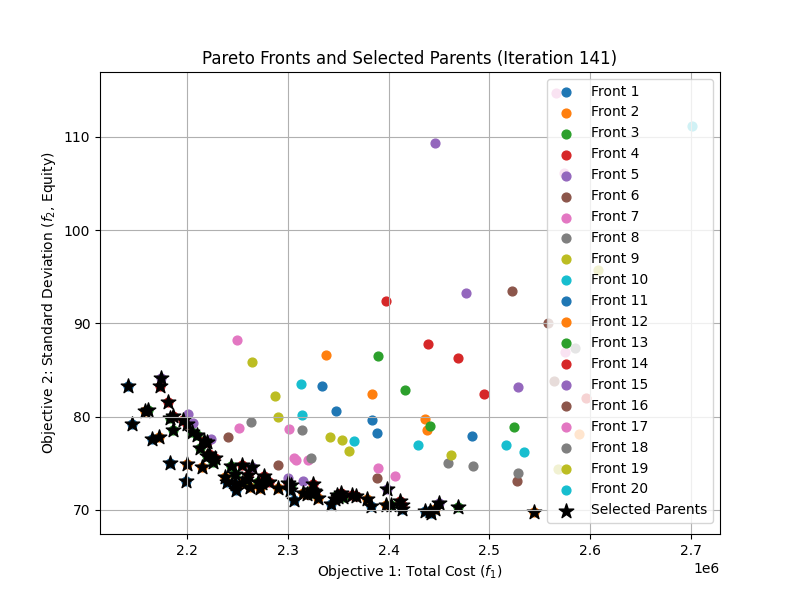 Pareto Fronts and Selected Parents (Iteration 141)
Objective 2: Standard Deviation (f₂, Equity)
110
100
90
80
70
Front 1
Front 2
Front 3
Front 4
Front 5
Front 6
Front 7
Front 8
Front 9
Front 10
Front 11
Front 12
Front 13
Front 14
Front 15
Front 16
Front 17
Front 18
Front 19
Front 20
Selected Parents
2.2
2.3
2.4
2.5
2.6
2.7
1e6
Objective 1: Total Cost (f₁)